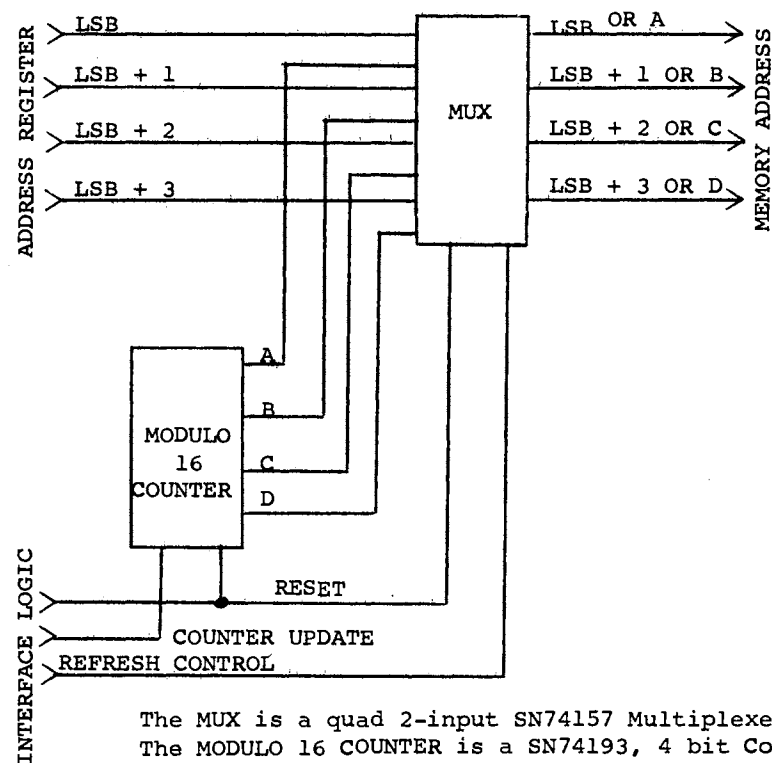 LSB
LSB + 1
LSB + 2
LSB + 3
ADDRESS REGISTER
MUX
LSB OR A
LSB + 1 OR B
LSB + 2 OR C
LSB + 3 OR D
MEMORY ADDRESS
A
B
C
D
MODULO
16
COUNTER
INTERFACE LOGIC
RESET
COUNTER UPDATE
REFRESH CONTROL
The MUX is a quad 2-input SN74157 Multiplexe
The MODULO 16 COUNTER is a SN74193, 4 bit Co